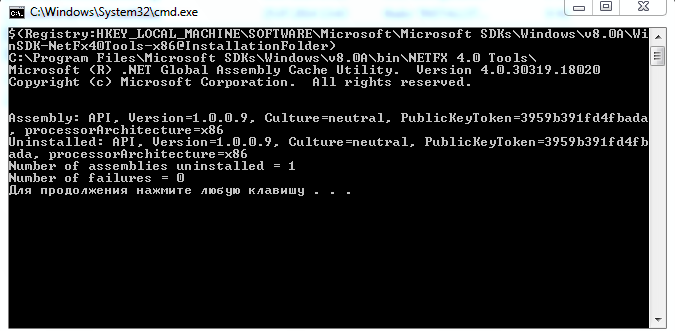 C:\Windows\System32\cmd.exe
$(Registry:HKEY_LOCAL_MACHINE\SOFTWARE\Microsoft\Microsoft SDKs\Windows\v8.0A\Wi
nSDK-NetFx40Tools-x86@InstallationFolder)
C:\Program Files\Microsoft SDKs\Windows\v8.0A\bin\NETFX 4.0 Tools\
Microsoft (R) .NET Global Assembly Cache Utility.  Version 4.0.30319.18020
Copyright (c) Microsoft Corporation.  All rights reserved.
Assembly: API, Version=1.0.0.9, Culture=neutral, PublicKeyToken=3959b391fd4fbada
, processorArchitecture=x86
Uninstalled: API, Version=1.0.0.9, Culture=neutral, PublicKeyToken=3959b391fd4fb
ada, processorArchitecture=x86
Number of assemblies uninstalled = 1
Number of failures = 0
Для продолжения нажмите любую клавишу . . .